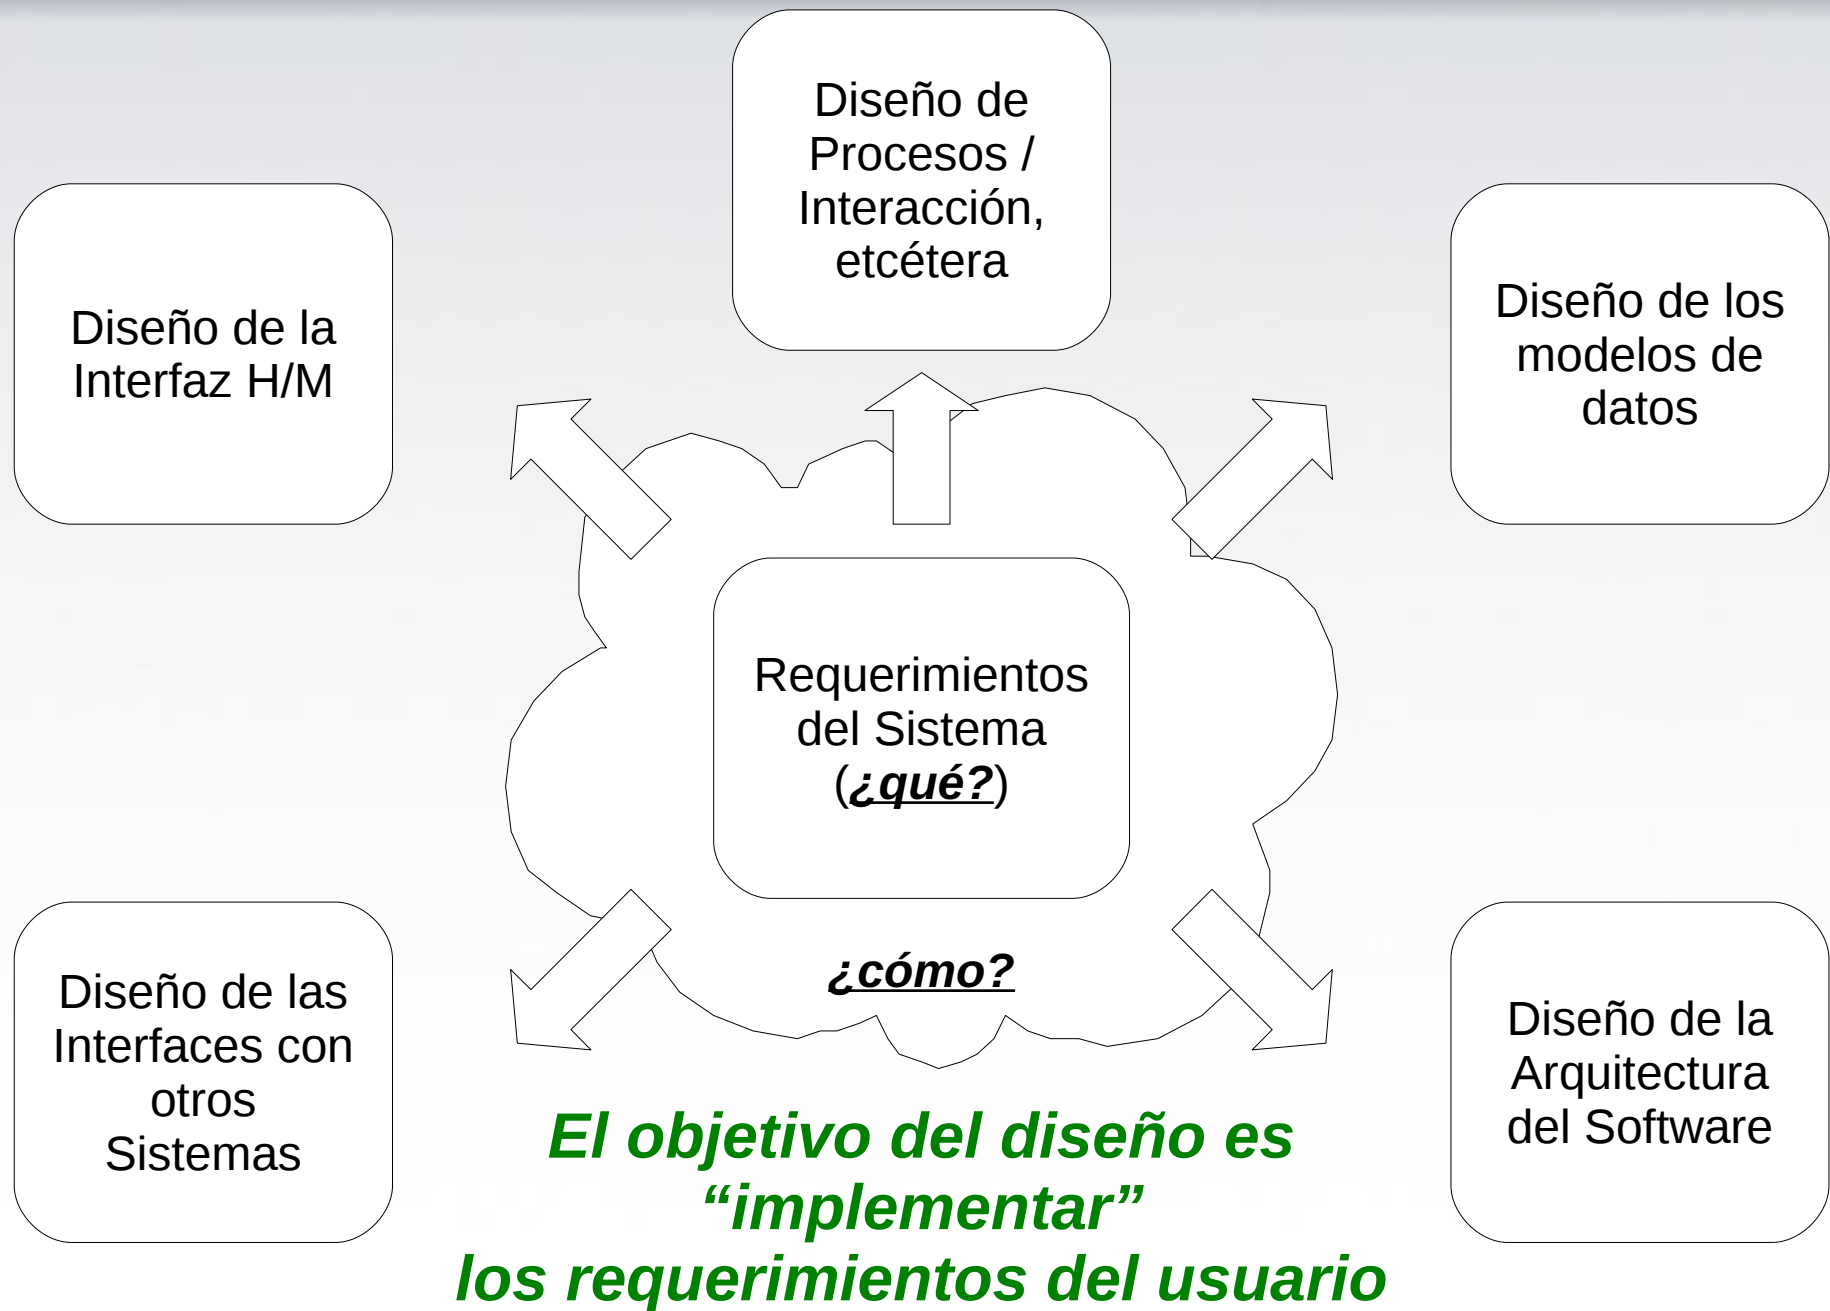 Diseño de
Procesos /
Interacción,
etcétera
Diseño de la
Interfaz H/M
Diseño de los
modelos de
datos
Requerimientos
del Sistema
(¿qué?)
¿cómo?
Diseño de las
Interfaces con
otros
Sistemas
Diseño de la
Arquitectura
del Software
El objetivo del diseño es
“implementar”
los requerimientos del usuario